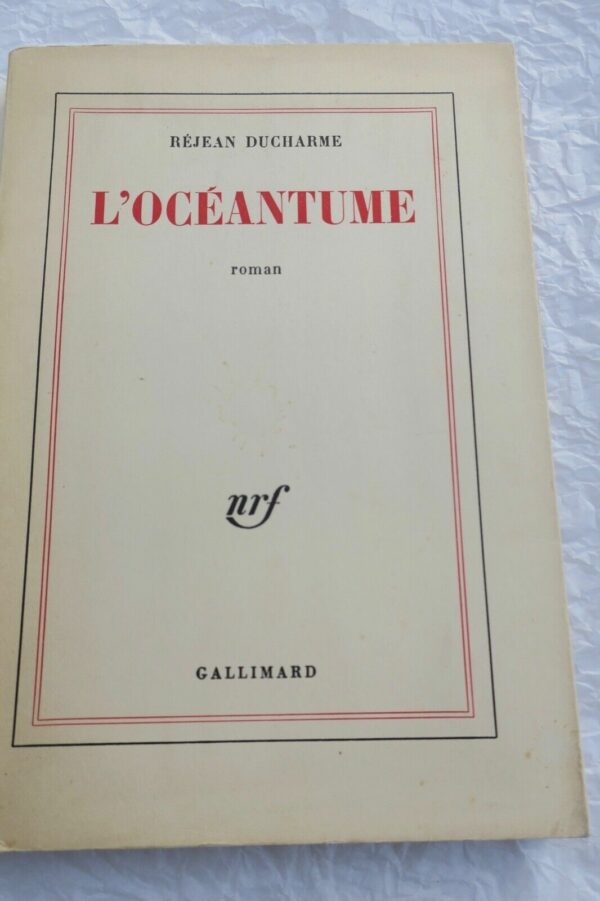 RÉJEAN DUCHARME
L'OCÉANTUME
roman
nrf
GALLIMARD